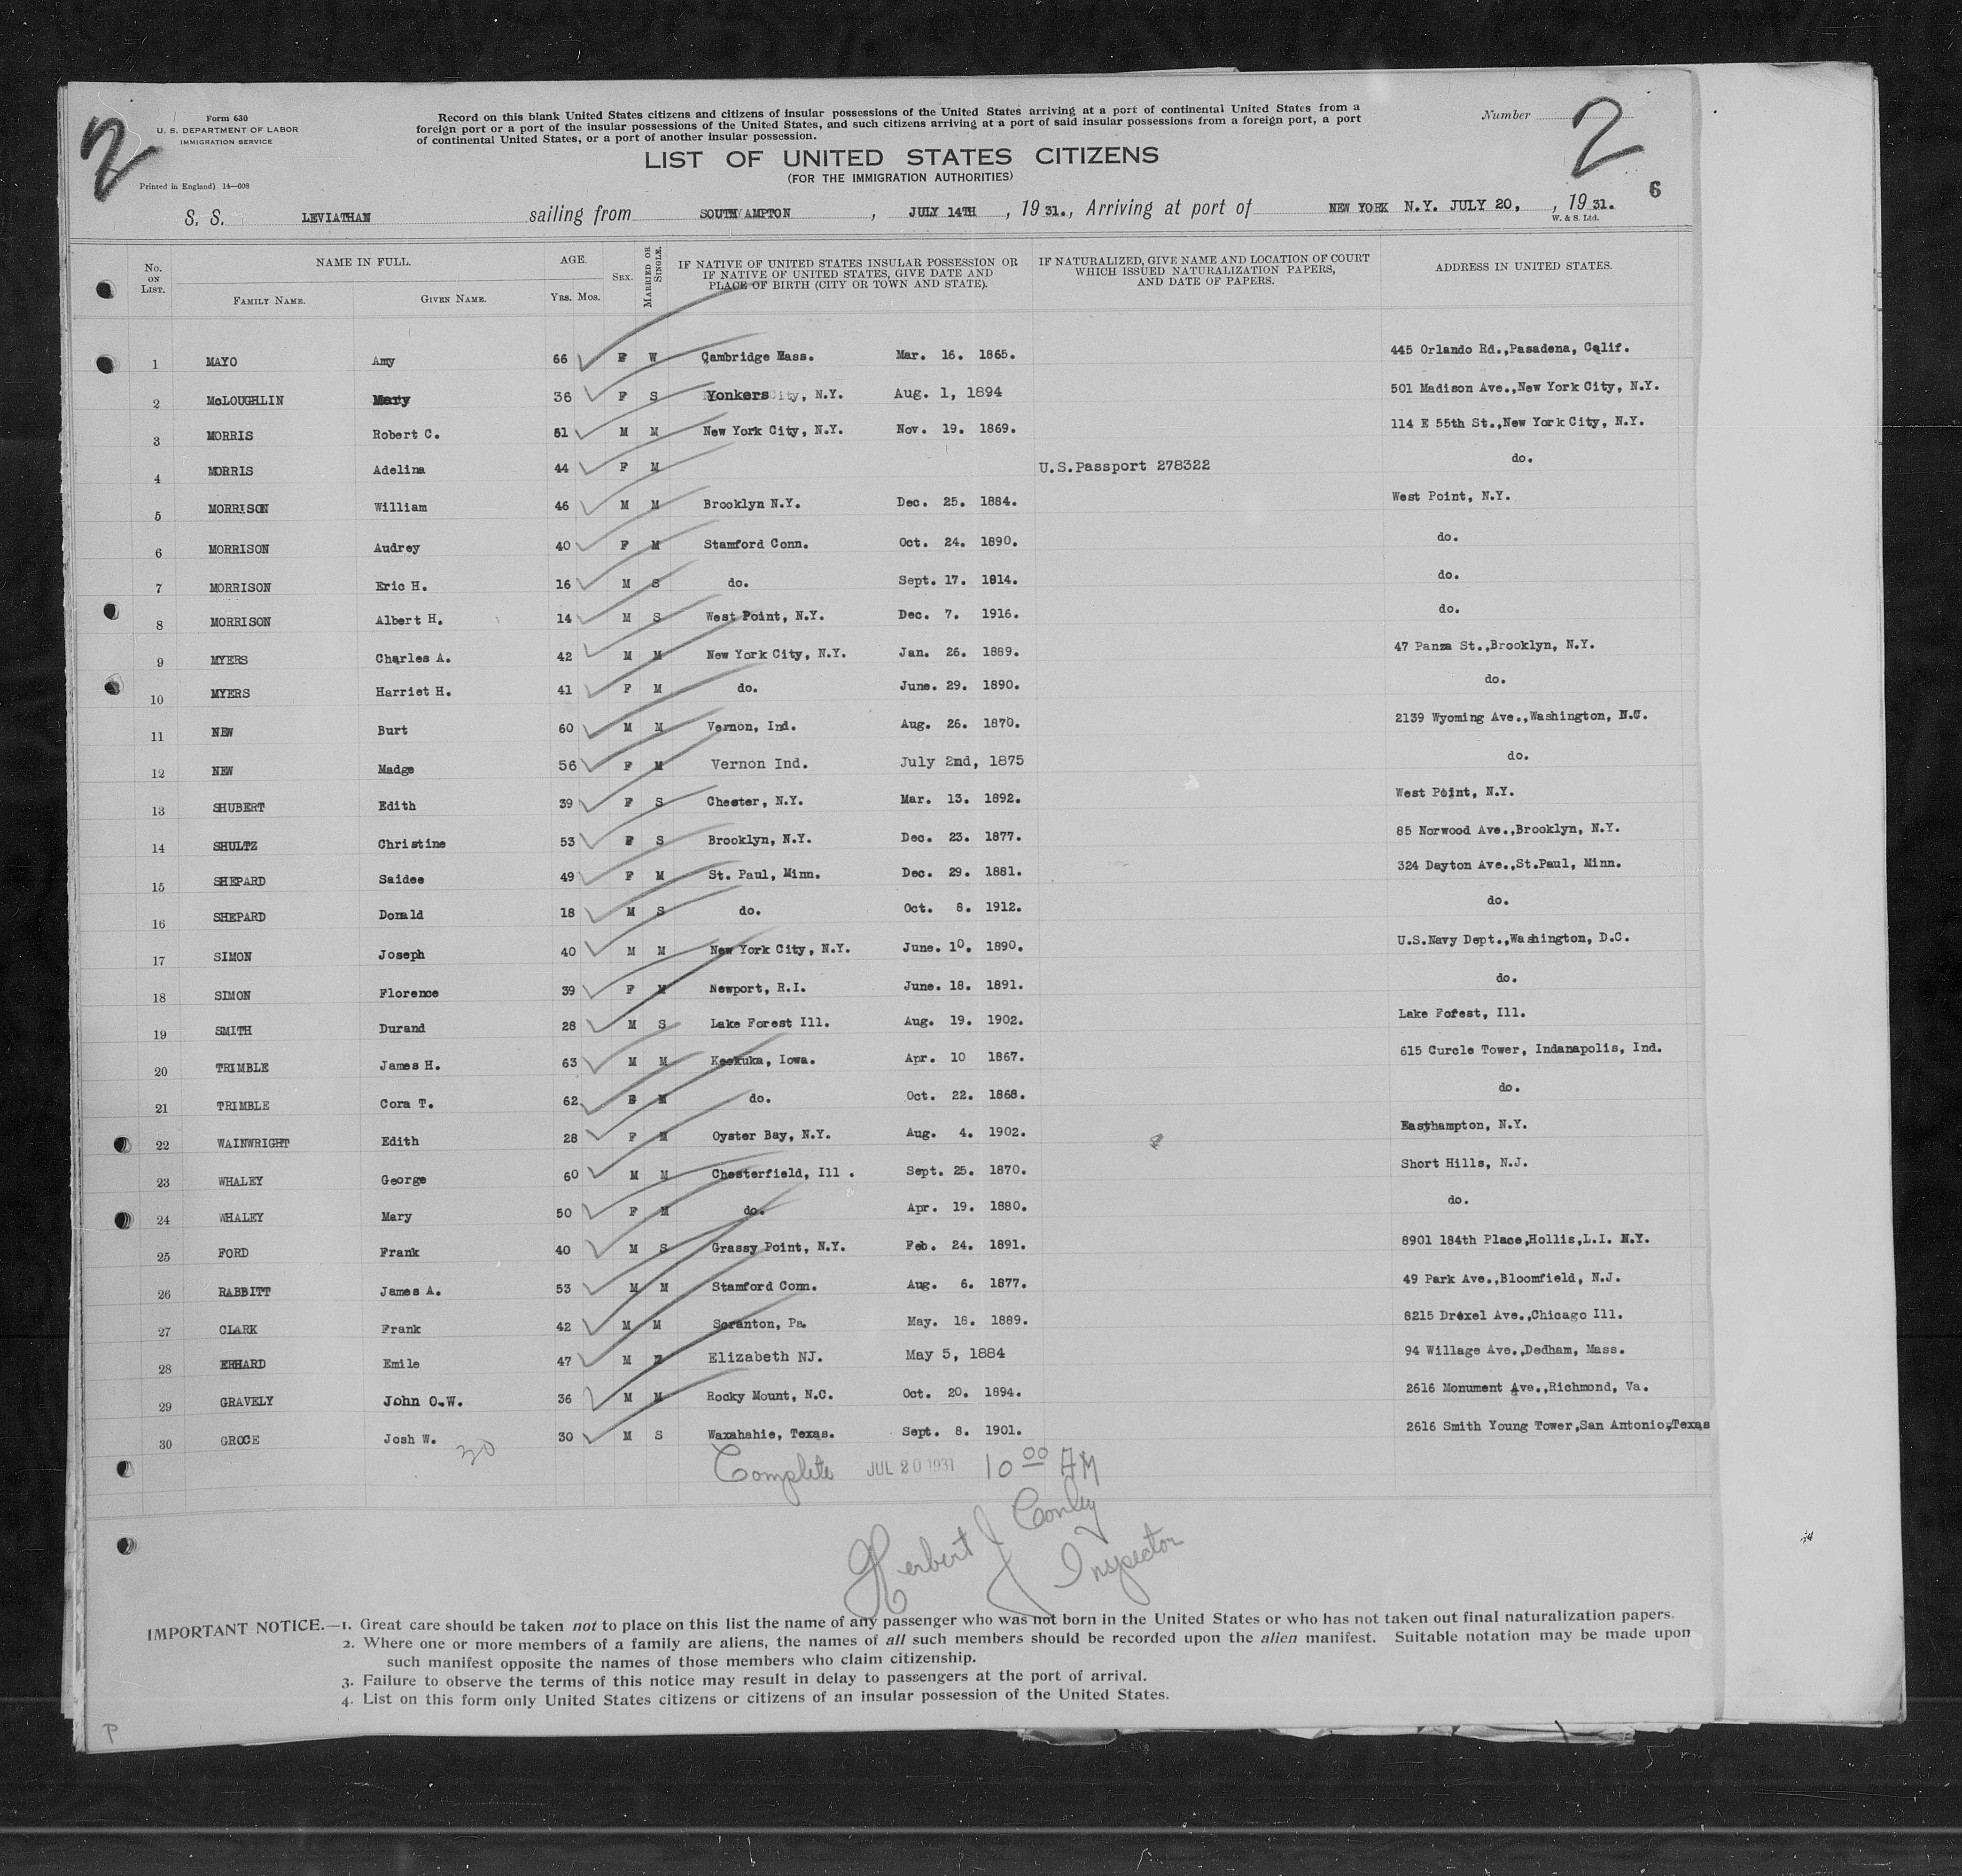 2
Form 630
U. S. DEPARTMENT OF LABOR
IMMIGRATION SERVICE
Printed in England) 14—608
Record on this blank United States citizens and citizens of insular possessions of the United States arriving at a port of continental United States from a
foreign port or a port of the insular possessions of the United States, and such citizens arriving at a port of said insular possessions from a foreign port, a port
of continental United States, or a port of another insular possession.
Number 2
LIST OF UNITED STATES CITIZENS
(FOR THE IMMIGRATION AUTHORITIES)
6
S. S. LEVIATHAN sailing from SOUTH AMPTON, JULY 14TH, 1931., Arriving at port of NEW YORK N.Y. JULY 20, , 1931.
W. & S. Ltd.
No. ON LIST. NAME IN FULL. FAMILY NAME. GIVEN NAME. AGE. YRS. MOS. SEX. MARRIED OR SINGLE. IF NATIVE OF UNITED STATES INSULAR POSSESSION OR IF NATIVE OF UNITED STATES, GIVE DATE AND PLACE OF BIRTH (CITY OR TOWN AND STATE). IF NATURALIZED, GIVE NAME AND LOCATION OF COURT WHICH ISSUED NATURALIZATION PAPERS, AND DATE OF PAPERS. ADDRESS IN UNITED STATES.
1 MAYO Amy 66 F W Cambridge Mass. Mar. 16. 1865. 445 Orlando Rd.,Pasadena, Calif.
2 McLOUGHLIN Mary 36 F S Yonkers City, N.Y. Aug. 1, 1894 501 Madison Ave.,New York City, N.Y.
3 MORRIS Robert C. 61 M M New York City, N.Y. Nov. 19. 1869. 114 E 55th St.,New York City, N.Y.
4 MORRIS Adelina 44 F M U.S.Passport 278322 do.
5 MORRISON William 46 M M Brooklyn N.Y. Dec. 25. 1884. West Point, N.Y.
6 MORRISON Audrey 40 F M Stamford Conn. Oct. 24. 1890. do.
7 MORRISON Eric H. 16 M S do. Sept. 17. 1914. do.
8 MORRISON Albert H. 14 M S West Point, N.Y. Dec. 7. 1916. do.
9 MYERS Charles A. 42 M M New York City, N.Y. Jan. 26. 1889. 47 Panza St.,Brooklyn, N.Y.
10 MYERS Harriet H. 41 F M do. June. 29. 1890. do.
11 NEW Burt 60 M M Vernon, Ind. Aug. 26. 1870. 2139 Wyoming Ave.,Washington, D.C.
12 NEW Madge 56 F M Vernon Ind. July 2nd, 1875 do.
13 SHUBERT Edith 39 F S Chester, N.Y. Mar. 13. 1892. West Point, N.Y.
14 SHULTZ Christine 53 F S Brooklyn, N.Y. Dec. 23. 1877. 85 Norwood Ave.,Brooklyn, N.Y.
15 SHEPARD Saidee 49 F M St. Paul, Minn. Dec. 29. 1881. 324 Dayton Ave.,St.Paul, Minn.
16 SHEPARD Donald 18 M S do. Oct. 8. 1912. do.
17 SIMON Joseph 40 M M New York City, N.Y. June. 10. 1890. U.S.Navy Dept.,Washington, D.C.
18 SIMON Florence 39 F M Newport, R.I. June. 18. 1891. do.
19 SMITH Durand 28 M S Lake Forest Ill. Aug. 19. 1902. Lake Forest, Ill.
20 TRIMBLE James H. 63 M M Keokuka, Iowa. Apr. 10 1867. 615 Curcle Tower, Indanapolis, Ind.
21 TRIMBLE Cora T. 62 F M do. Oct. 22. 1868. do.
22 WAINWRIGHT Edith 28 F M Oyster Bay, N.Y. Aug. 4. 1902. Easthampton, N.Y.
23 WHALEY George 60 M M Chesterfield, Ill . Sept. 25. 1870. Short Hills, N.J.
24 WHALEY Mary 50 F M do. Apr. 19. 1880. do.
25 FORD Frank 40 M S Grassy Point, N.Y. Feb. 24. 1891. 8901 184th Place,Hollis,L.I. N.Y.
26 RABBITT James A. 53 M M Stamford Conn. Aug. 6. 1877. 49 Park Ave.,Bloomfield, N.J.
27 CLARK Frank 42 M M Scranton, Pa. May. 18. 1889. 8215 Drexel Ave.,Chicago Ill.
28 ERHARD Emile 47 M Elizabeth NJ. May 5, 1884 94 Willage Ave.,Dedham, Mass.
29 GRAVELY John O.W. 36 M M Rocky Mount, N.C. Oct. 20. 1894. 2616 Monument Ave.,Richmond, Va.
30 GROCE Josh W. 30 M S Waxahahie, Texas. Sept. 8. 1901. 2616 Smith Young Tower,San Antonio,Texas
30 Complete JUL 20 1931 10 00 AM
Herbert J Conley
Inspector
IMPORTANT NOTICE.—1. Great care should be taken not to place on this list the name of any passenger who was not born in the United States or who has not taken out final naturalization papers.
2. Where one or more members of a family are aliens, the names of all such members should be recorded upon the alien manifest. Suitable notation may be made upon
such manifest opposite the names of those members who claim citizenship.
3. Failure to observe the terms of this notice may result in delay to passengers at the port of arrival.
4. List on this form only United States citizens or citizens of an insular possession of the United States.
P